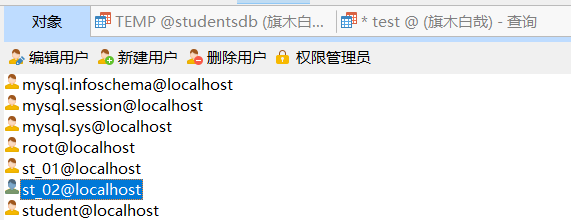 对象 TEMP @studentsdb (旗木白... * test @ (旗木白哉) - 查询
编辑用户 新建用户 删除用户 权限管理员
mysql.infoschema@localhost
mysql.session@localhost
mysql.sys@localhost
root@localhost
st_01@localhost
st_02@localhost
student@localhost